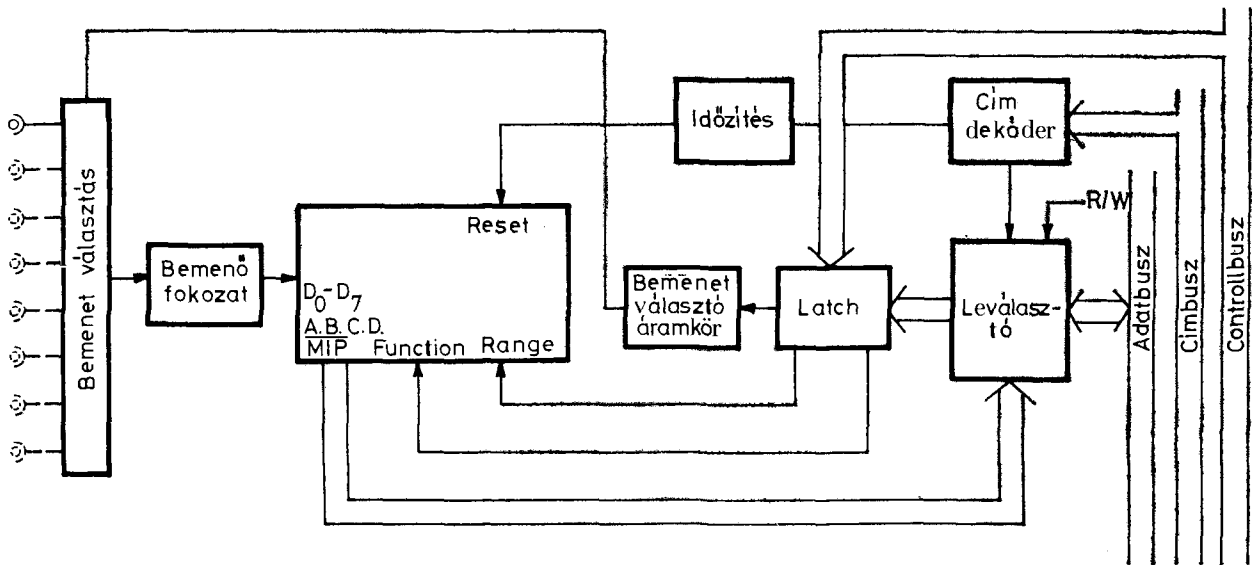 Bemenet választás
Bemenő
fokozat
Reset
D0-D7
A.B.C.D.
MIP Function Range
Időzítés
Cím
dekóder
R/W
Bemenet
választó
áramkör
Latch
Leválasz-
tó
Adatbusz
Cimbusz
Controllbusz